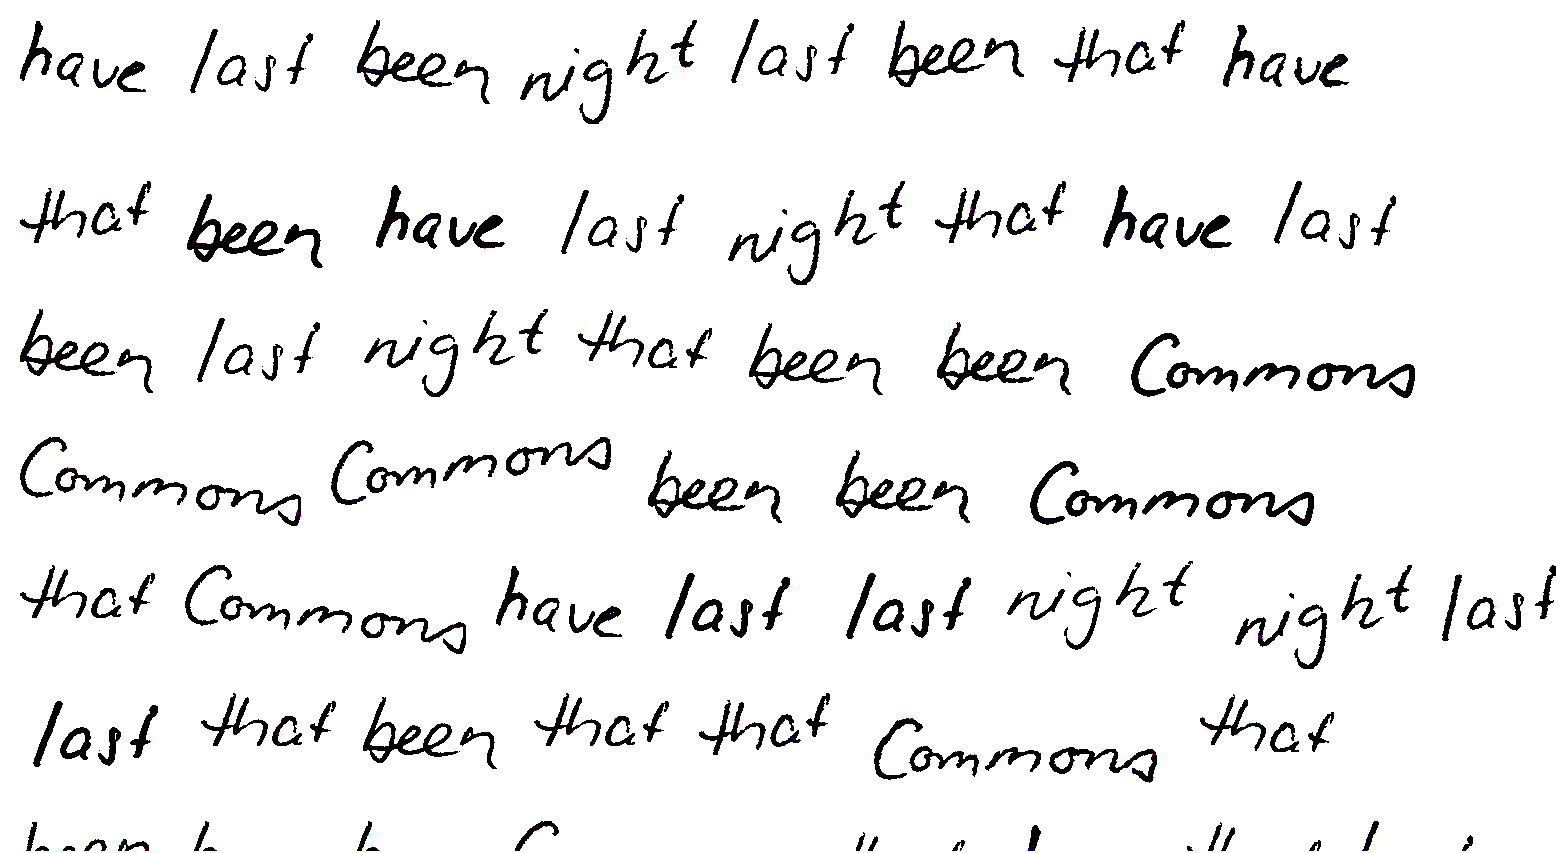 have last been night last been that have
that been have last night that have last
been last night that been been Commons
Commons Commons been been Commons
that Commons have last last night night last
last that been that that Commons that